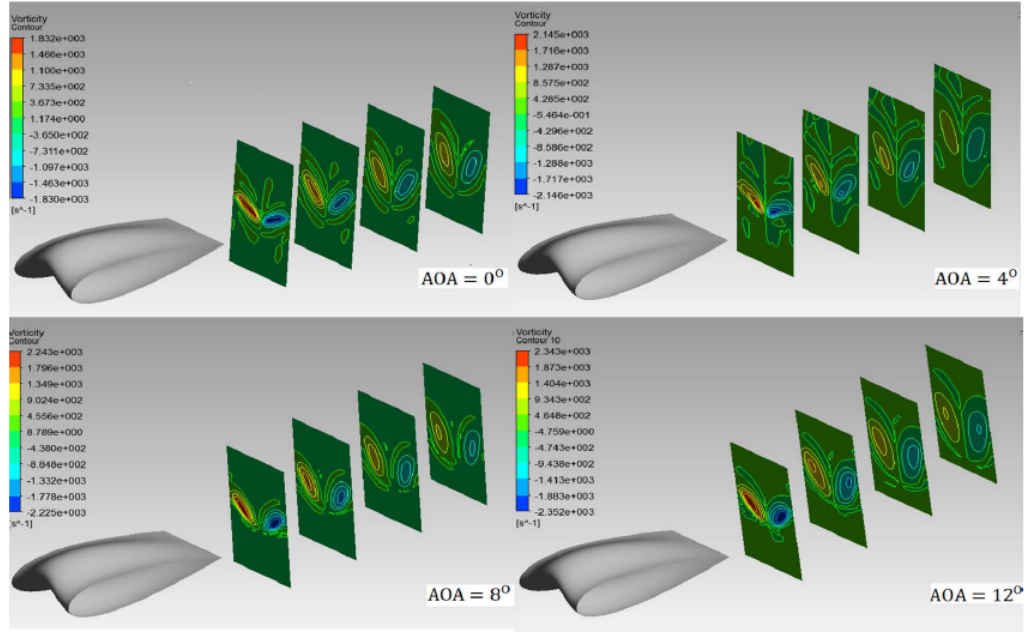 Vorticity
Contour
1.832e+003
1.466e+003
1.100e+003
7.335e+002
3.673e+002
1.174e+000
-3.650e+002
-7.311e+002
-1.097e+003
-1.463e+003
-1.830e+003
[s^-1]
AOA = 0°
Vorticity
Contour
2.145e+003
1.716e+003
1.287e+003
8.575e+002
4.285e+002
-5.464e-001
-4.296e+002
-8.586e+002
-1.288e+003
-1.717e+003
-2.146e+003
[s^-1]
AOA = 4°
Vorticity
Contour
2.243e+003
1.796e+003
1.349e+003
9.024e+002
4.556e+002
8.789e+000
-4.380e+002
-8.848e+002
-1.332e+003
-1.778e+003
-2.225e+003
[s^-1]
AOA = 8°
Vorticity
Contour 10
2.343e+003
1.873e+003
1.404e+003
9.343e+002
4.648e+002
-4.759e+000
-4.743e+002
-9.438e+002
-1.413e+003
-1.883e+003
-2.352e+003
[s^-1]
AOA = 12°